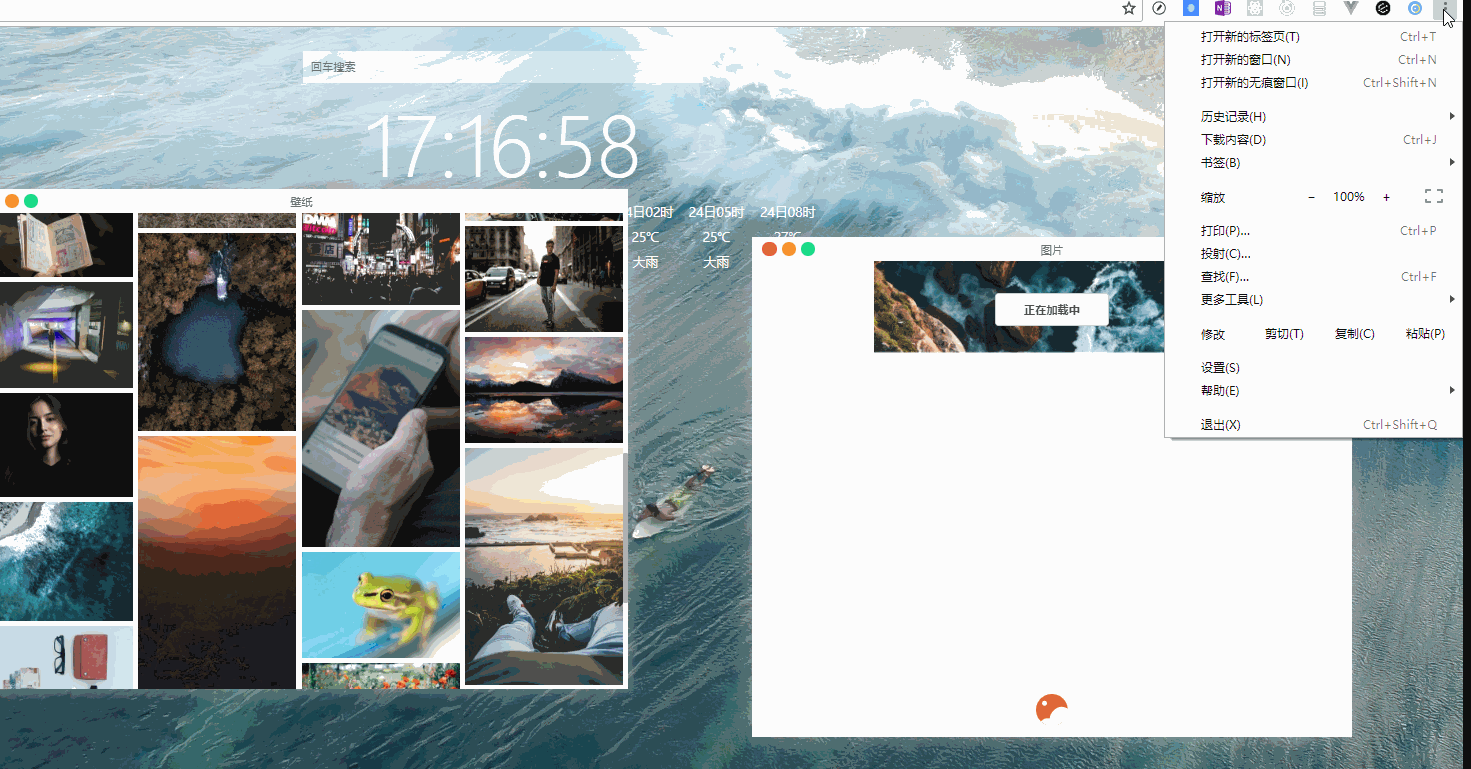 回车搜索
17:16:58
壁纸
4日02时 24日05时 24日08时
25℃ 25℃ 27℃
大雨 大雨
图片
正在加载中
打开新的标签页(T) Ctrl+T
打开新的窗口(N) Ctrl+N
打开新的无痕窗口(I) Ctrl+Shift+N
历史记录(H)
下载内容(D) Ctrl+J
书签(B)
缩放 − 100% +
打印(P)... Ctrl+P
投射(C)...
查找(F)... Ctrl+F
更多工具(L)
修改 剪切(T) 复制(C) 粘贴(P)
设置(S)
帮助(E)
退出(X) Ctrl+Shift+Q